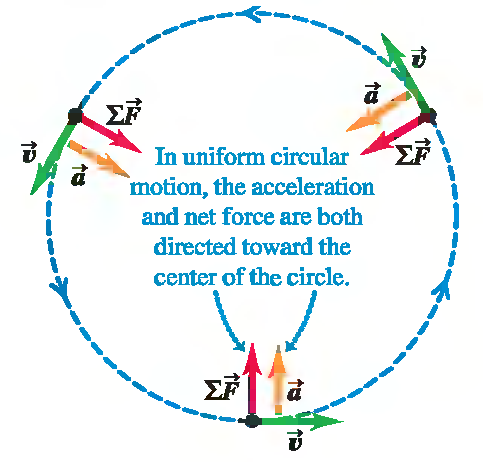 v⃗
a⃗
ΣF⃗
ΣF⃗
v⃗
a⃗
In uniform circular
motion, the acceleration
and net force are both
directed toward the
center of the circle.
ΣF⃗
a⃗
v⃗